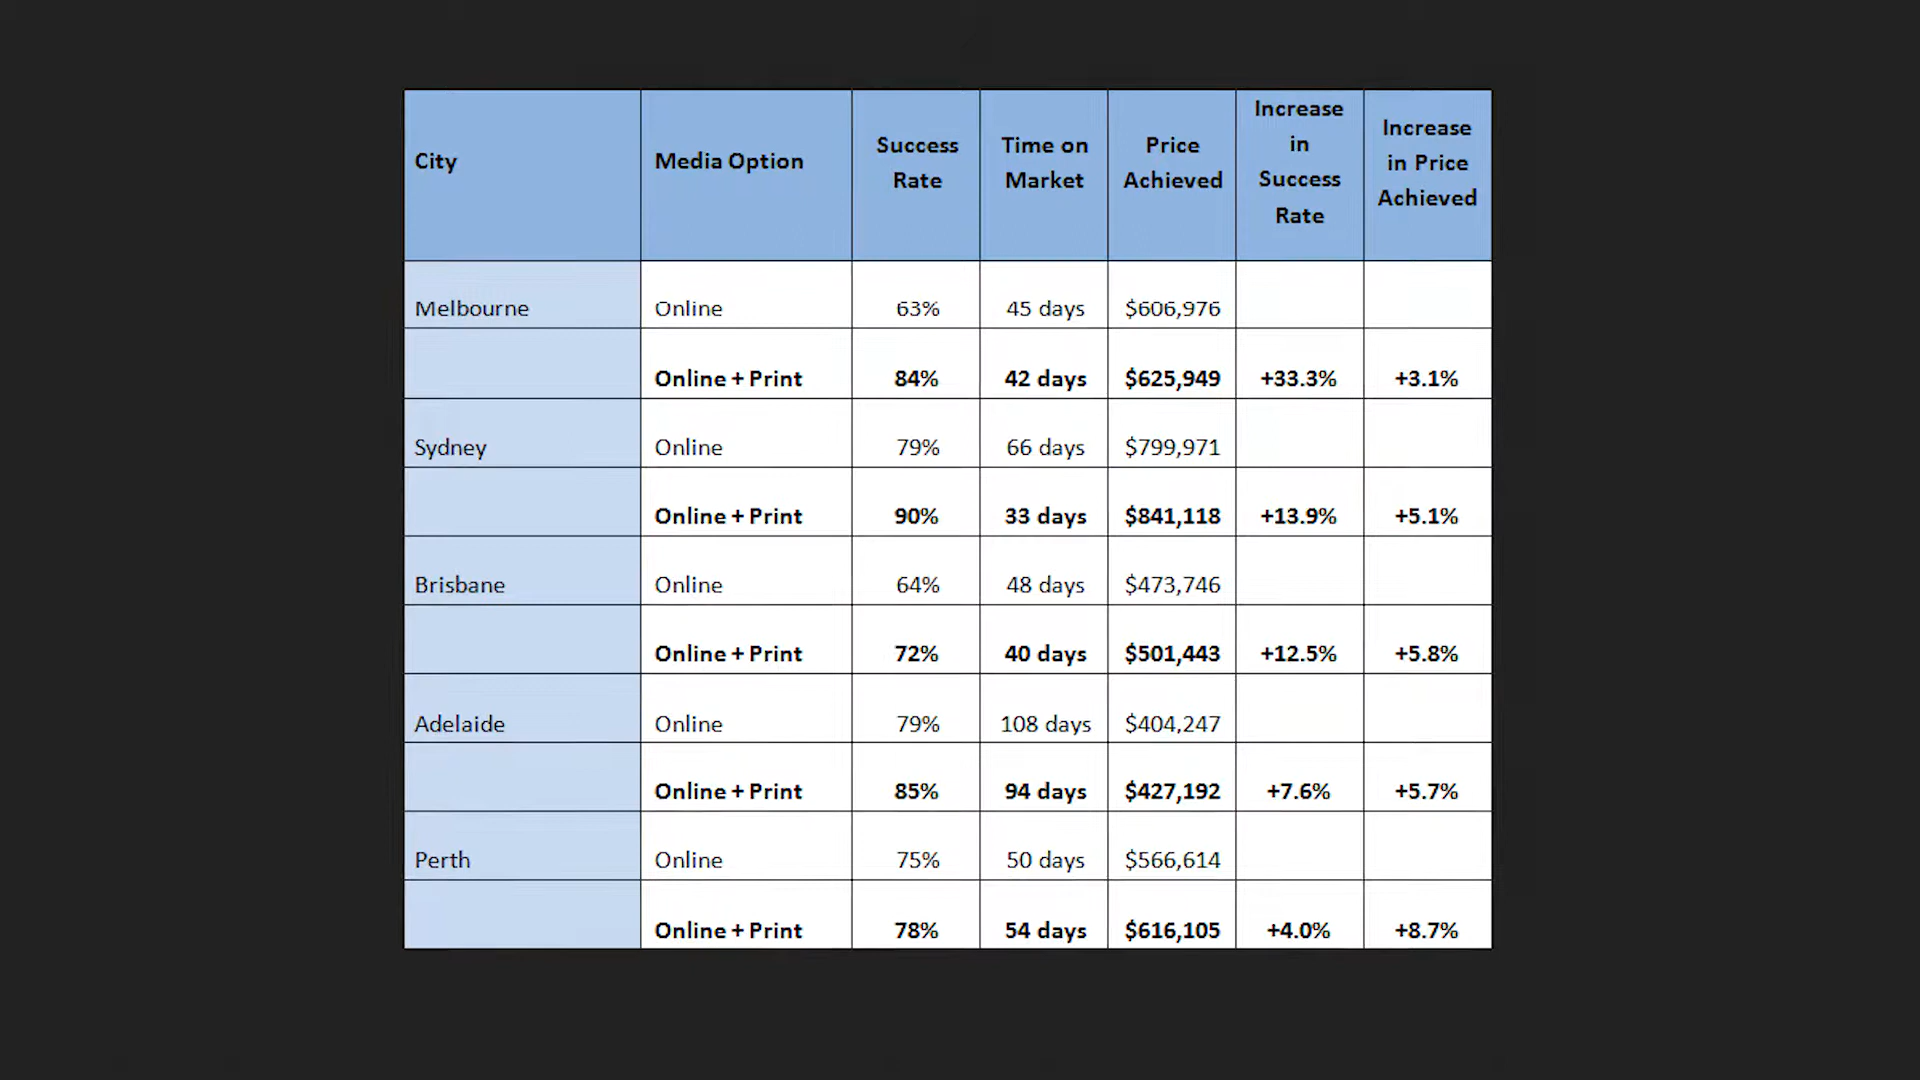 City Media Option Success Rate Time on Market Price Achieved Increase in Success Rate Increase in Price Achieved
Melbourne Online 63% 45 days $606,976
Online + Print 84% 42 days $625,949 +33.3% +3.1%
Sydney Online 79% 66 days $799,971
Online + Print 90% 33 days $841,118 +13.9% +5.1%
Brisbane Online 64% 48 days $473,746
Online + Print 72% 40 days $501,443 +12.5% +5.8%
Adelaide Online 79% 108 days $404,247
Online + Print 85% 94 days $427,192 +7.6% +5.7%
Perth Online 75% 50 days $566,614
Online + Print 78% 54 days $616,105 +4.0% +8.7%